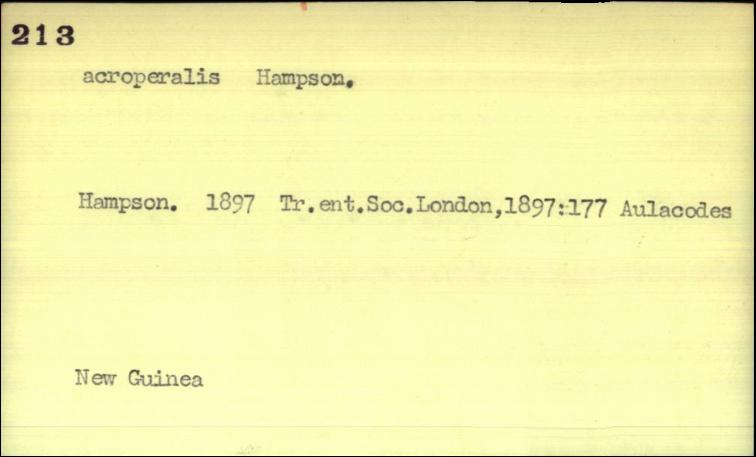 213
acroperalis Hampson.
Hampson. 1897 Tr.ent.Soc.London,1897:177 Aulacodes
New Guinea